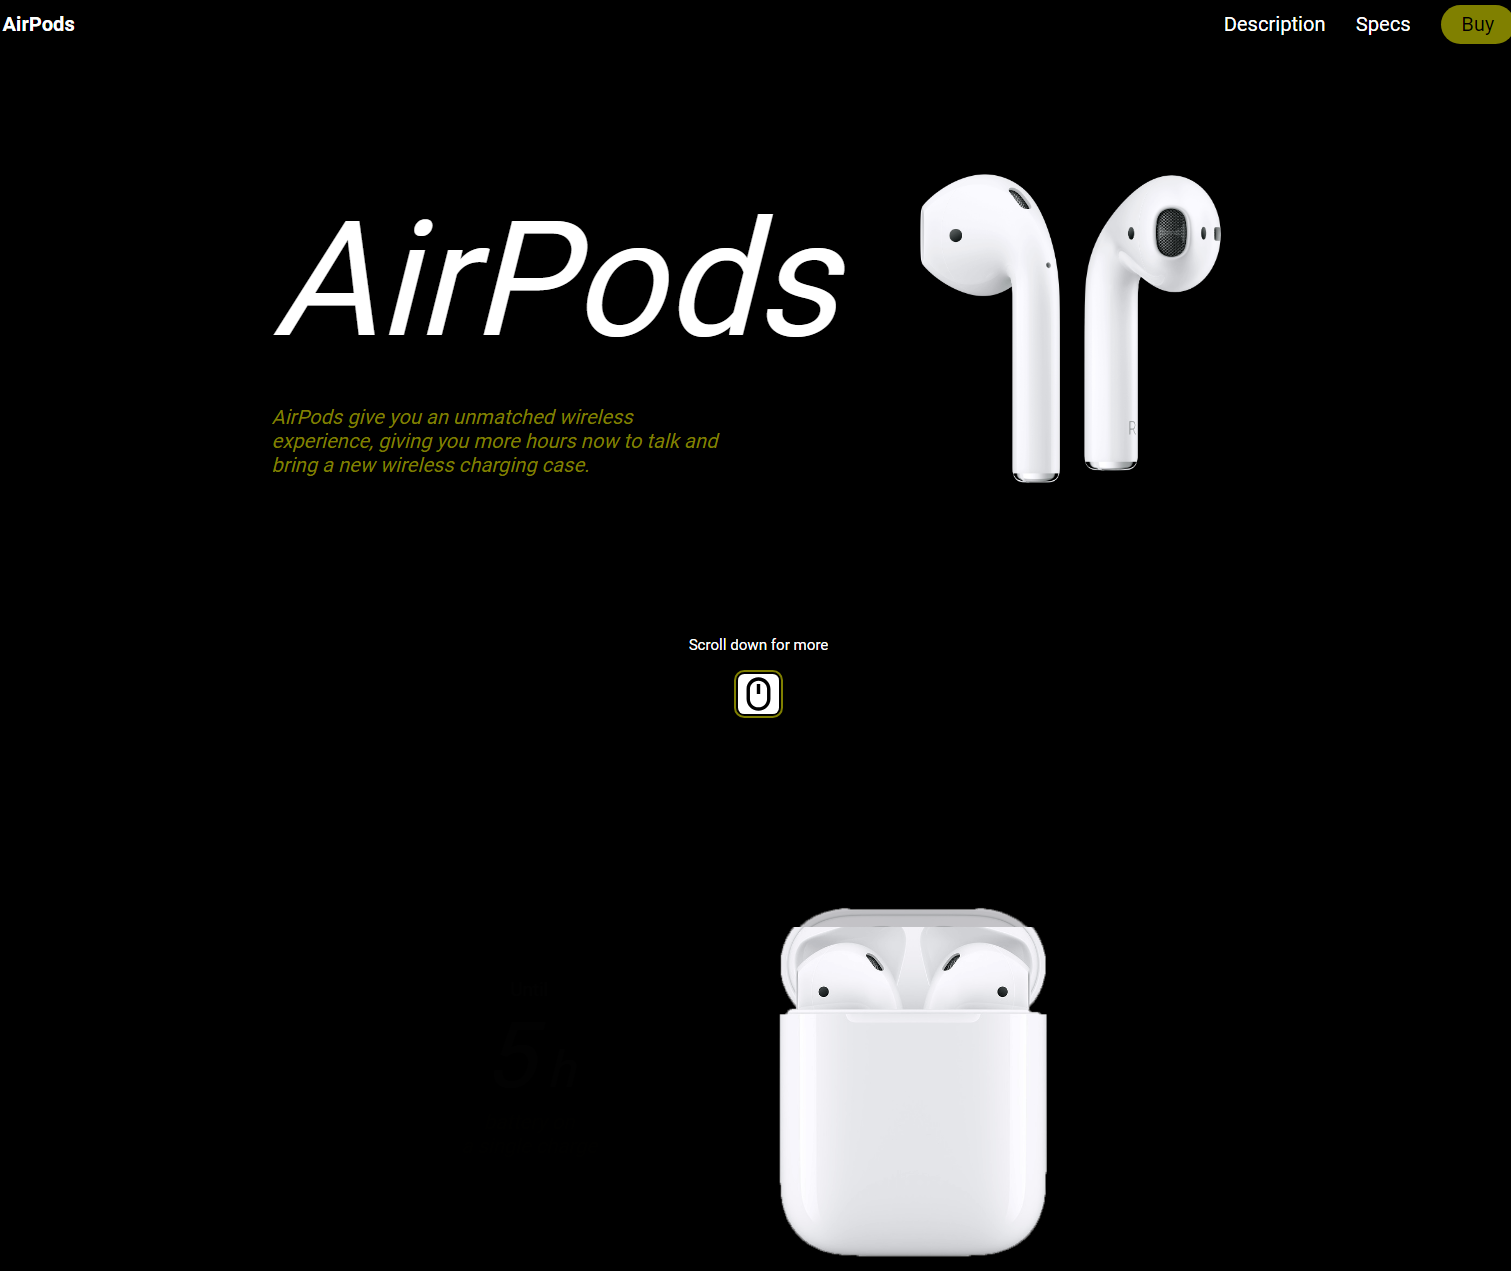 AirPods
Description
Specs
Buy
AirPods
AirPods give you an unmatched wireless
experience, giving you more hours now to talk and
bring a new wireless charging case.
R
Scroll down for more
5 h